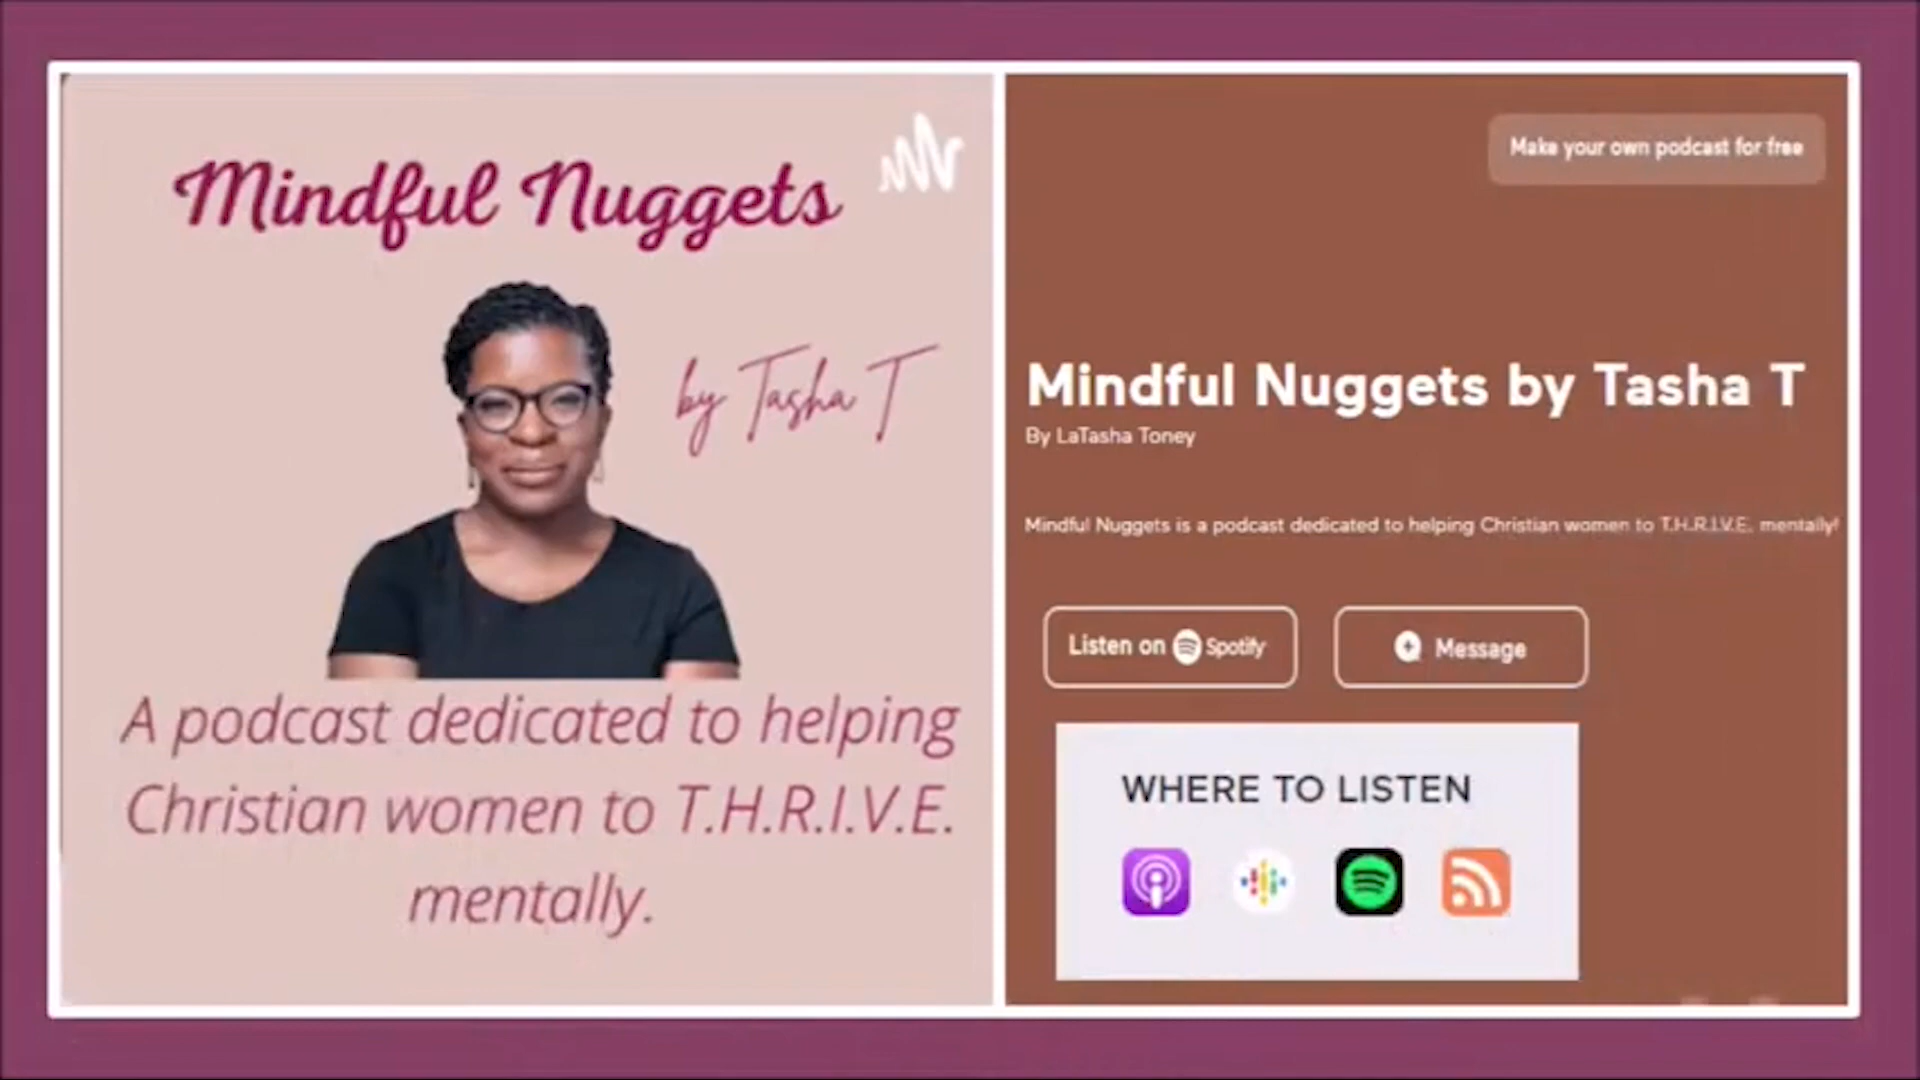 Mindful Nuggets
by Tasha T
A podcast dedicated to helping
Christian women to T.H.R.I.V.E.
mentally.
Make your own podcast for free
Mindful Nuggets by Tasha T
By LaTasha Toney
Mindful Nuggets is a podcast dedicated to helping Christian women to T.H.R.I.V.E. mentally!
Listen on Spotify
Message
WHERE TO LISTEN